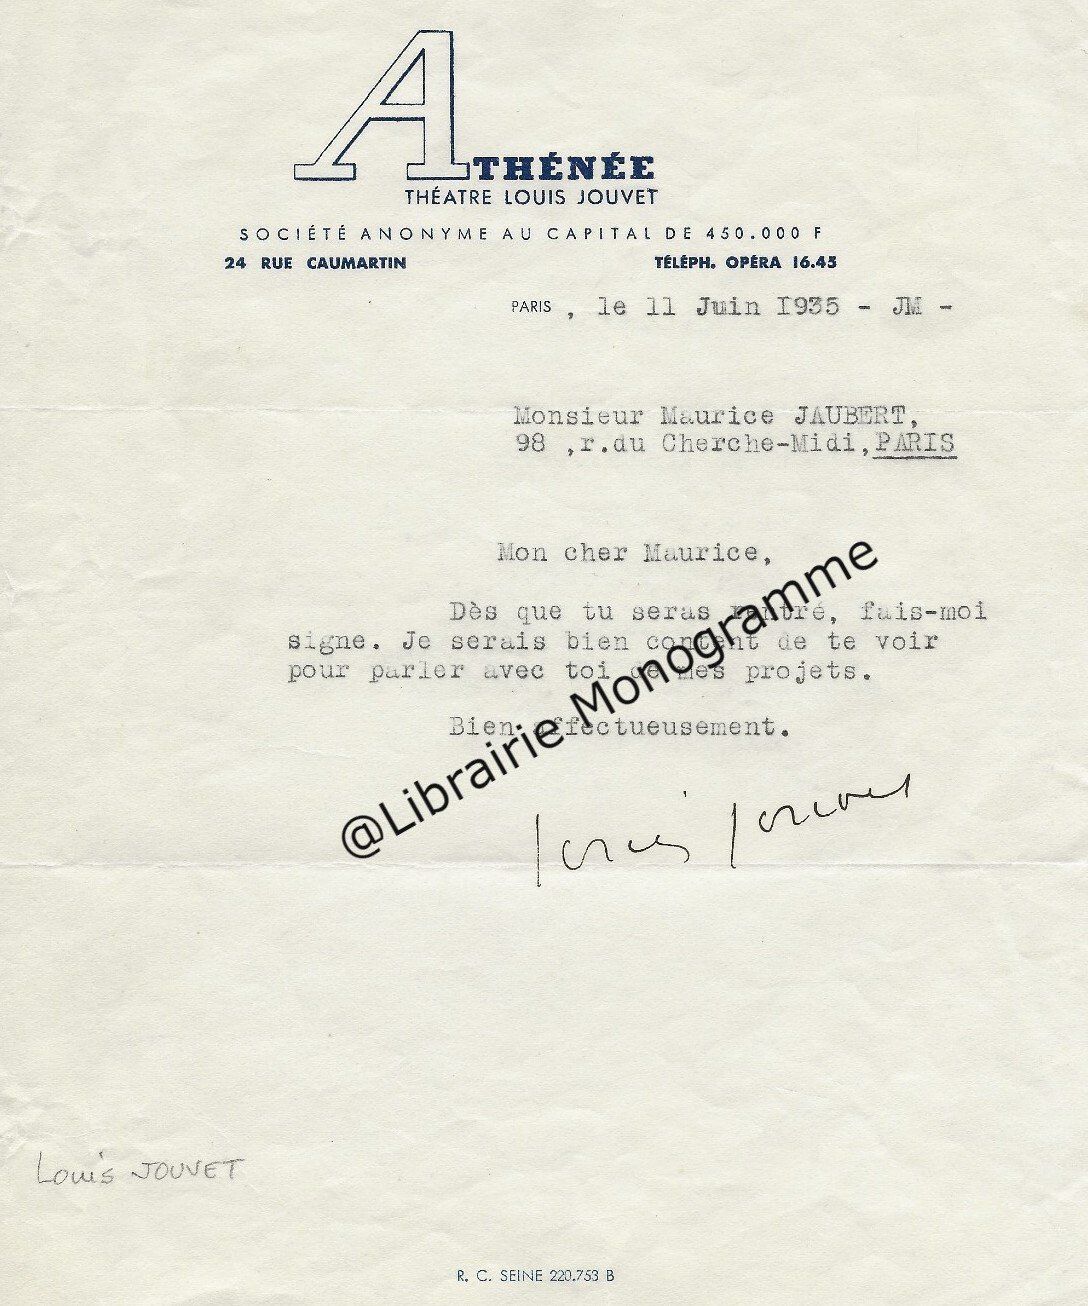 ATHÉNÉE
THÉATRE LOUIS JOUVET
SOCIÉTÉ ANONYME AU CAPITAL DE 450.000 F
24 RUE CAUMARTIN TÉLÉPH. OPÉRA 16.45
PARIS , le 11 Juin 1935 - JM -
Monsieur Maurice JAUBERT,
98 ,r.du Cherche-Midi,PARIS
Mon cher Maurice,
Dès que tu seras rentré, fais-moi
signe. Je serais bien content de te voir
pour parler avec toi de mes projets.
Bien affectueusement.
@Librairie Monogramme
Louis Jouvet
Louis JOUVET
R. C. SEINE 220.753 B